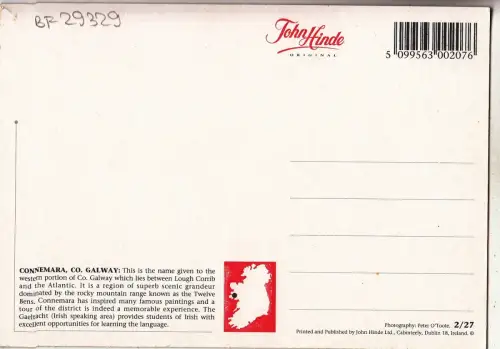 BF 29329
John Hinde
ORIGINAL
5 099563 002076
CONNEMARA, CO. GALWAY: This is the name given to the
western portion of Co. Galway which lies between Lough Corrib
and the Atlantic. It is a region of superb scenic grandeur
dominated by the rocky mountain range known as the Twelve
Bens. Connemara has inspired many famous paintings and a
tour of the district is indeed a memorable experience. The
Gaeltacht (Irish speaking area) provides students of Irish with
excellent opportunities for learning the language.
Photography: Peter O'Toole. 2/27
Printed and Published by John Hinde Ltd., Cabinteely, Dublin 18, Ireland. ©